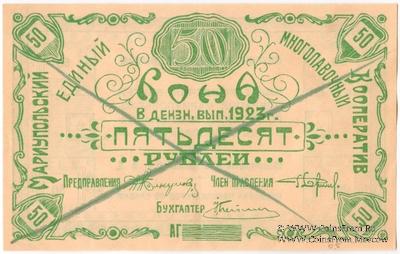 50 50
50
МАРИУПОЛЬСКИЙ
ЕДИНЫЙ
МНОГОЛАВОЧНЫЙ
КООПЕРАТИВ
БОНА
В ДЕНЗН. ВЫП. 1923 г.
ПЯТЬДЕСЯТ
РУБЛЕЙ
ПРЕДПРАВЛЕНИЯ ЧЛЕН ПРАВЛЕНИЯ
БУХГАЛТЕР
АГ
50 50